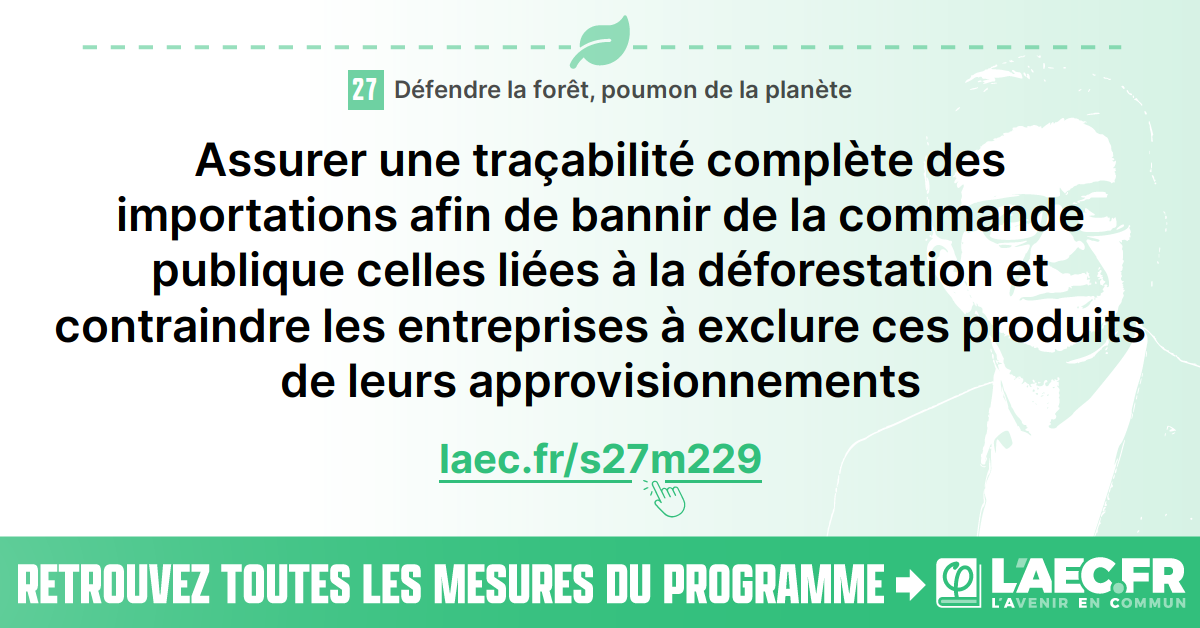 27 Défendre la forêt, poumon de la planète
Assurer une traçabilité complète des
importations afin de bannir de la commande
publique celles liées à la déforestation et
contraindre les entreprises à exclure ces produits
de leurs approvisionnements
laec.fr/s27m229
RETROUVEZ TOUTES LES MESURES DU PROGRAMME → φ L'AEC.FR
L'AVENIR EN COMMUN